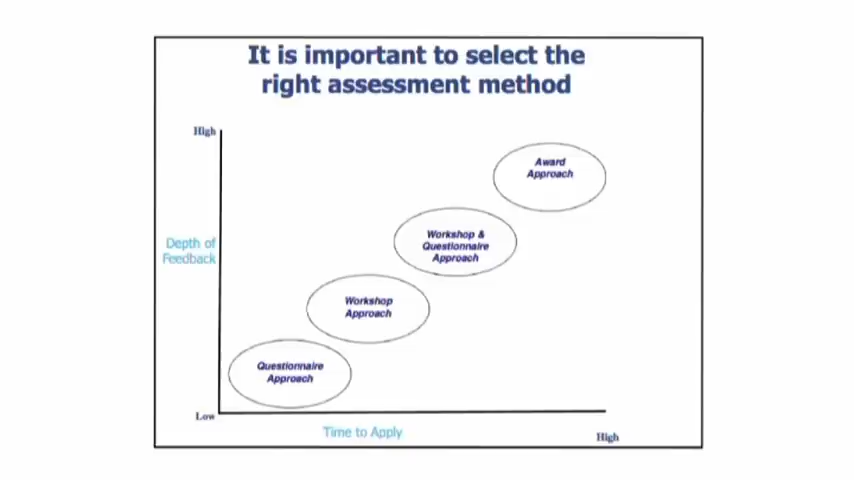 It is important to select the
right assessment method
High
Award
Approach
Workshop &
Questionnaire
Approach
Depth of
Feedback
Workshop
Approach
Questionnaire
Approach
Low
Time to Apply
High